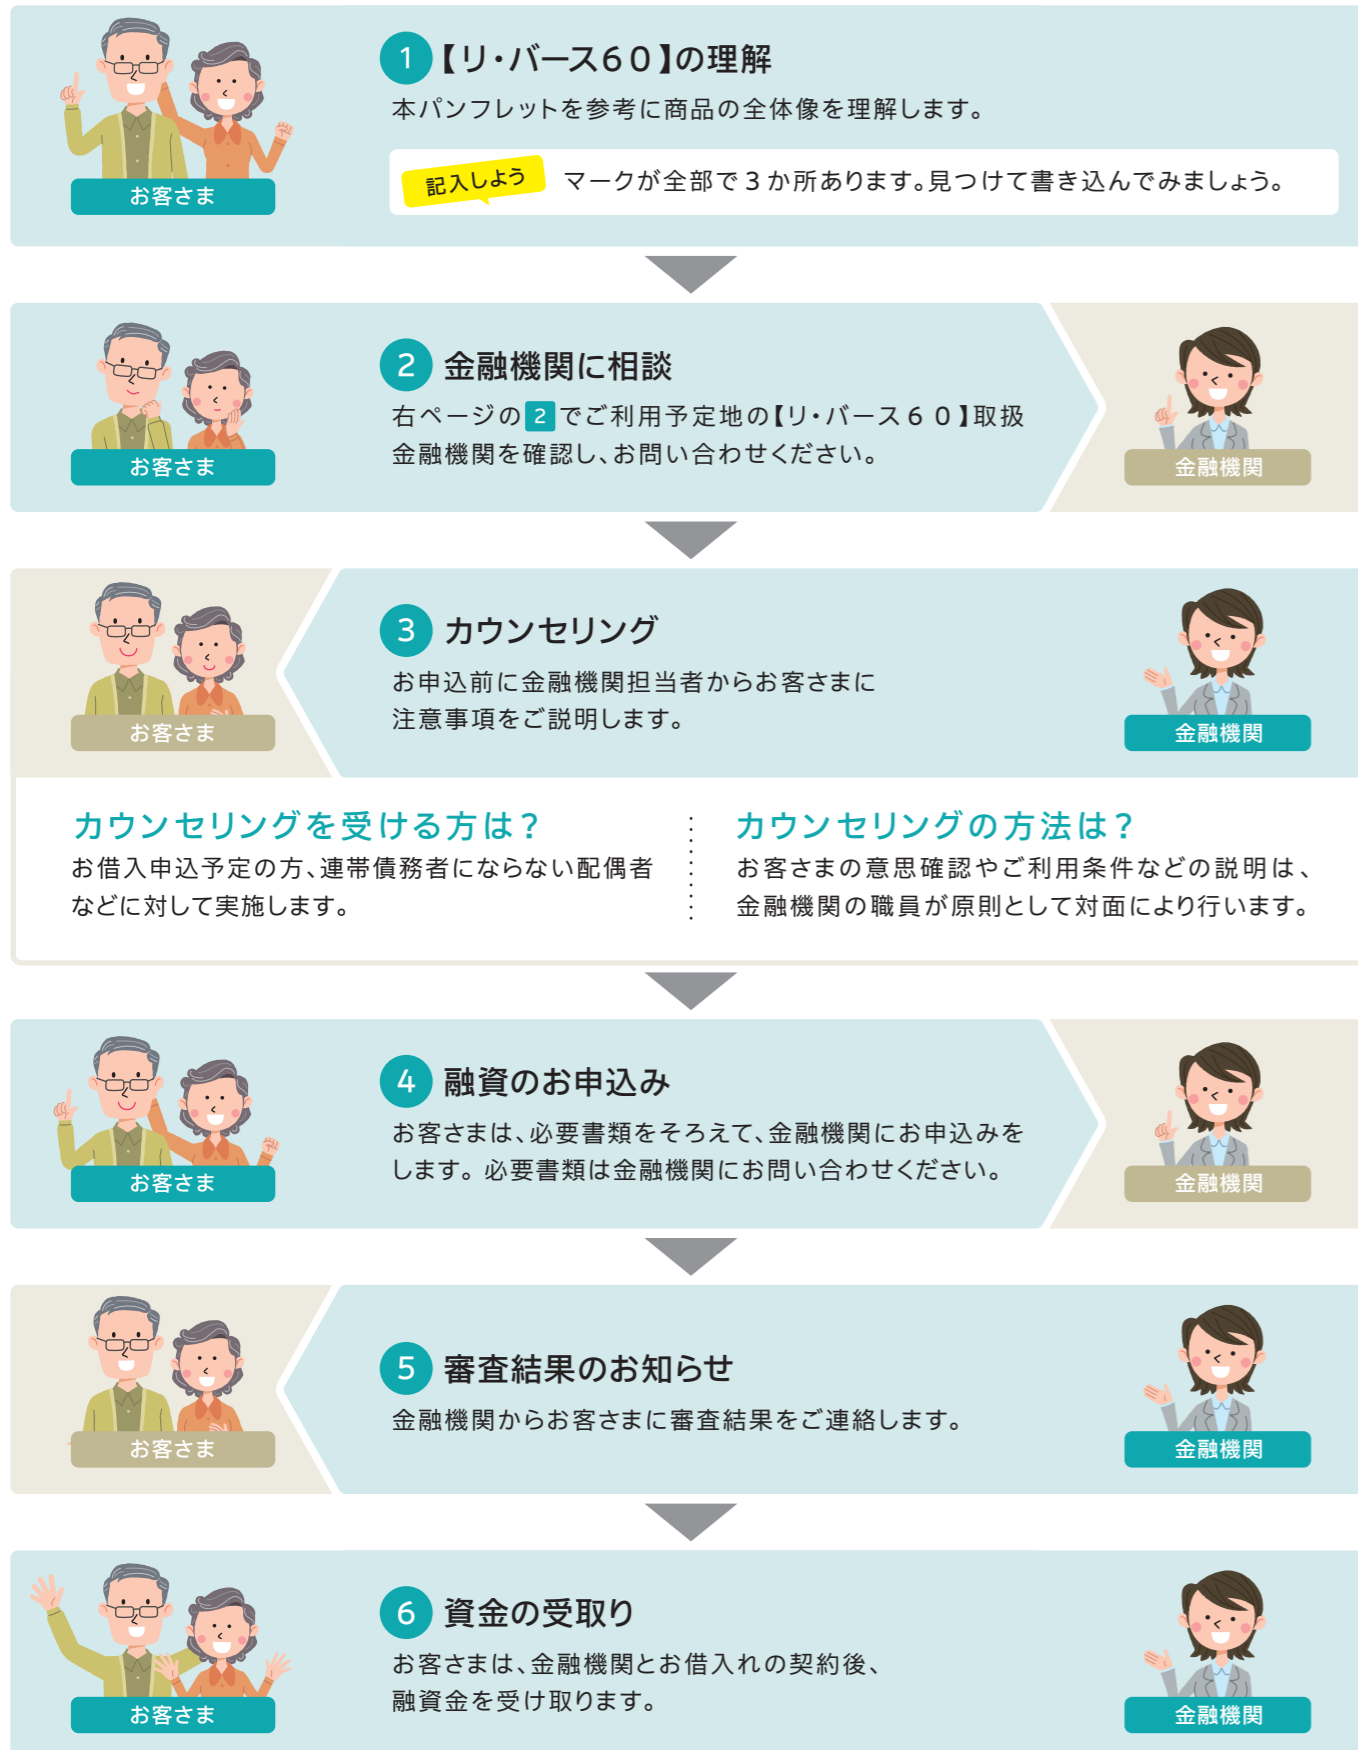 1 【リ・バース６０】の理解
本パンフレットを参考に商品の全体像を理解します。
記入しよう マークが全部で３か所あります。見つけて書き込んでみましょう。
お客さま
2 金融機関に相談
右ページの 2 でご利用予定地の【リ・バース６０】取扱
金融機関を確認し、お問い合わせください。
お客さま
金融機関
3 カウンセリング
お申込前に金融機関担当者からお客さまに
注意事項をご説明します。
お客さま
金融機関
カウンセリングを受ける方は？
お借入申込予定の方、連帯債務者にならない配偶者
などに対して実施します。
カウンセリングの方法は？
お客さまの意思確認やご利用条件などの説明は、
金融機関の職員が原則として対面により行います。
4 融資のお申込み
お客さまは、必要書類をそろえて、金融機関にお申込みを
します。必要書類は金融機関にお問い合わせください。
お客さま
金融機関
5 審査結果のお知らせ
金融機関からお客さまに審査結果をご連絡します。
お客さま
金融機関
6 資金の受取り
お客さまは、金融機関とお借入れの契約後、
融資金を受け取ります。
お客さま
金融機関